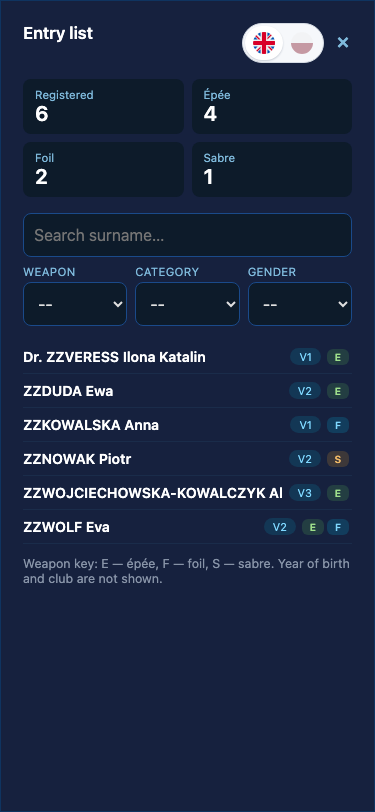 Entry list
×
Registered
6
Épée
4
Foil
2
Sabre
1
Search surname...
WEAPON CATEGORY GENDER
-- -- --
Dr. ZZVERESS Ilona Katalin V1 E
ZZDUDA Ewa V2 E
ZZKOWALSKA Anna V1 F
ZZNOWAK Piotr V2 S
ZZWOJCIECHOWSKA-KOWALCZYK Al V3 E
ZZWOLF Eva V2 E F
Weapon key: E — épée, F — foil, S — sabre. Year of birth
and club are not shown.